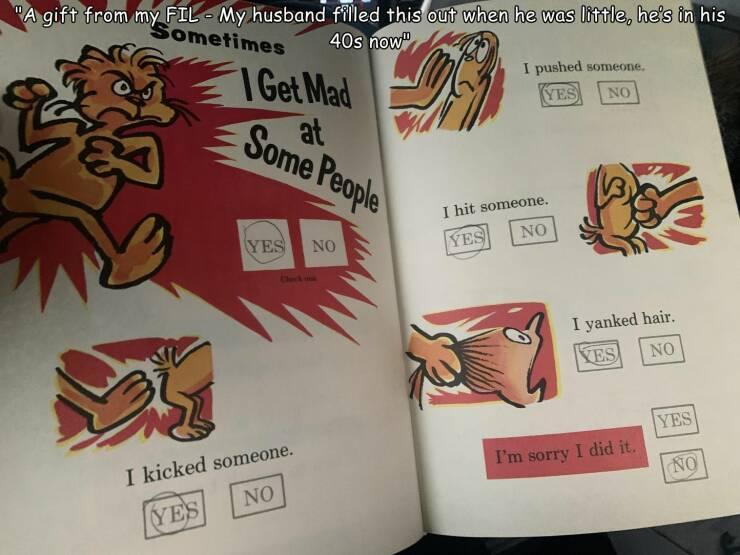 "A gift from my FIL - My husband filled this out when he was little, he's in his
40s now"
Sometimes
I Get Mad
at
Some People
YES NO
Check one
I kicked someone.
YES NO
I pushed someone.
YES NO
I hit someone.
YES NO
I yanked hair.
YES NO
I'm sorry I did it.
YES
NO